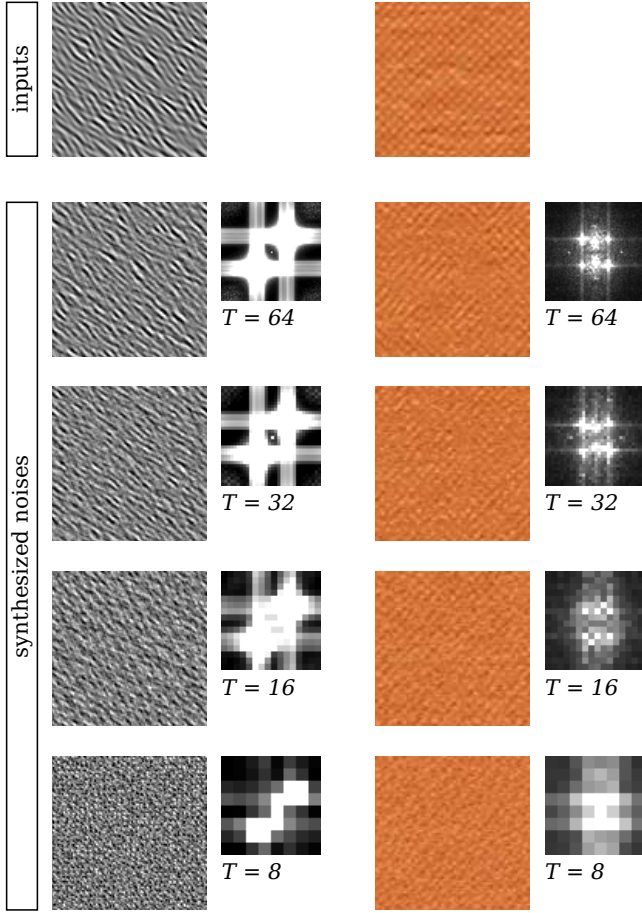 inputs
synthesized noises
T = 64
T = 64
T = 32
T = 32
T = 16
T = 16
T = 8
T = 8